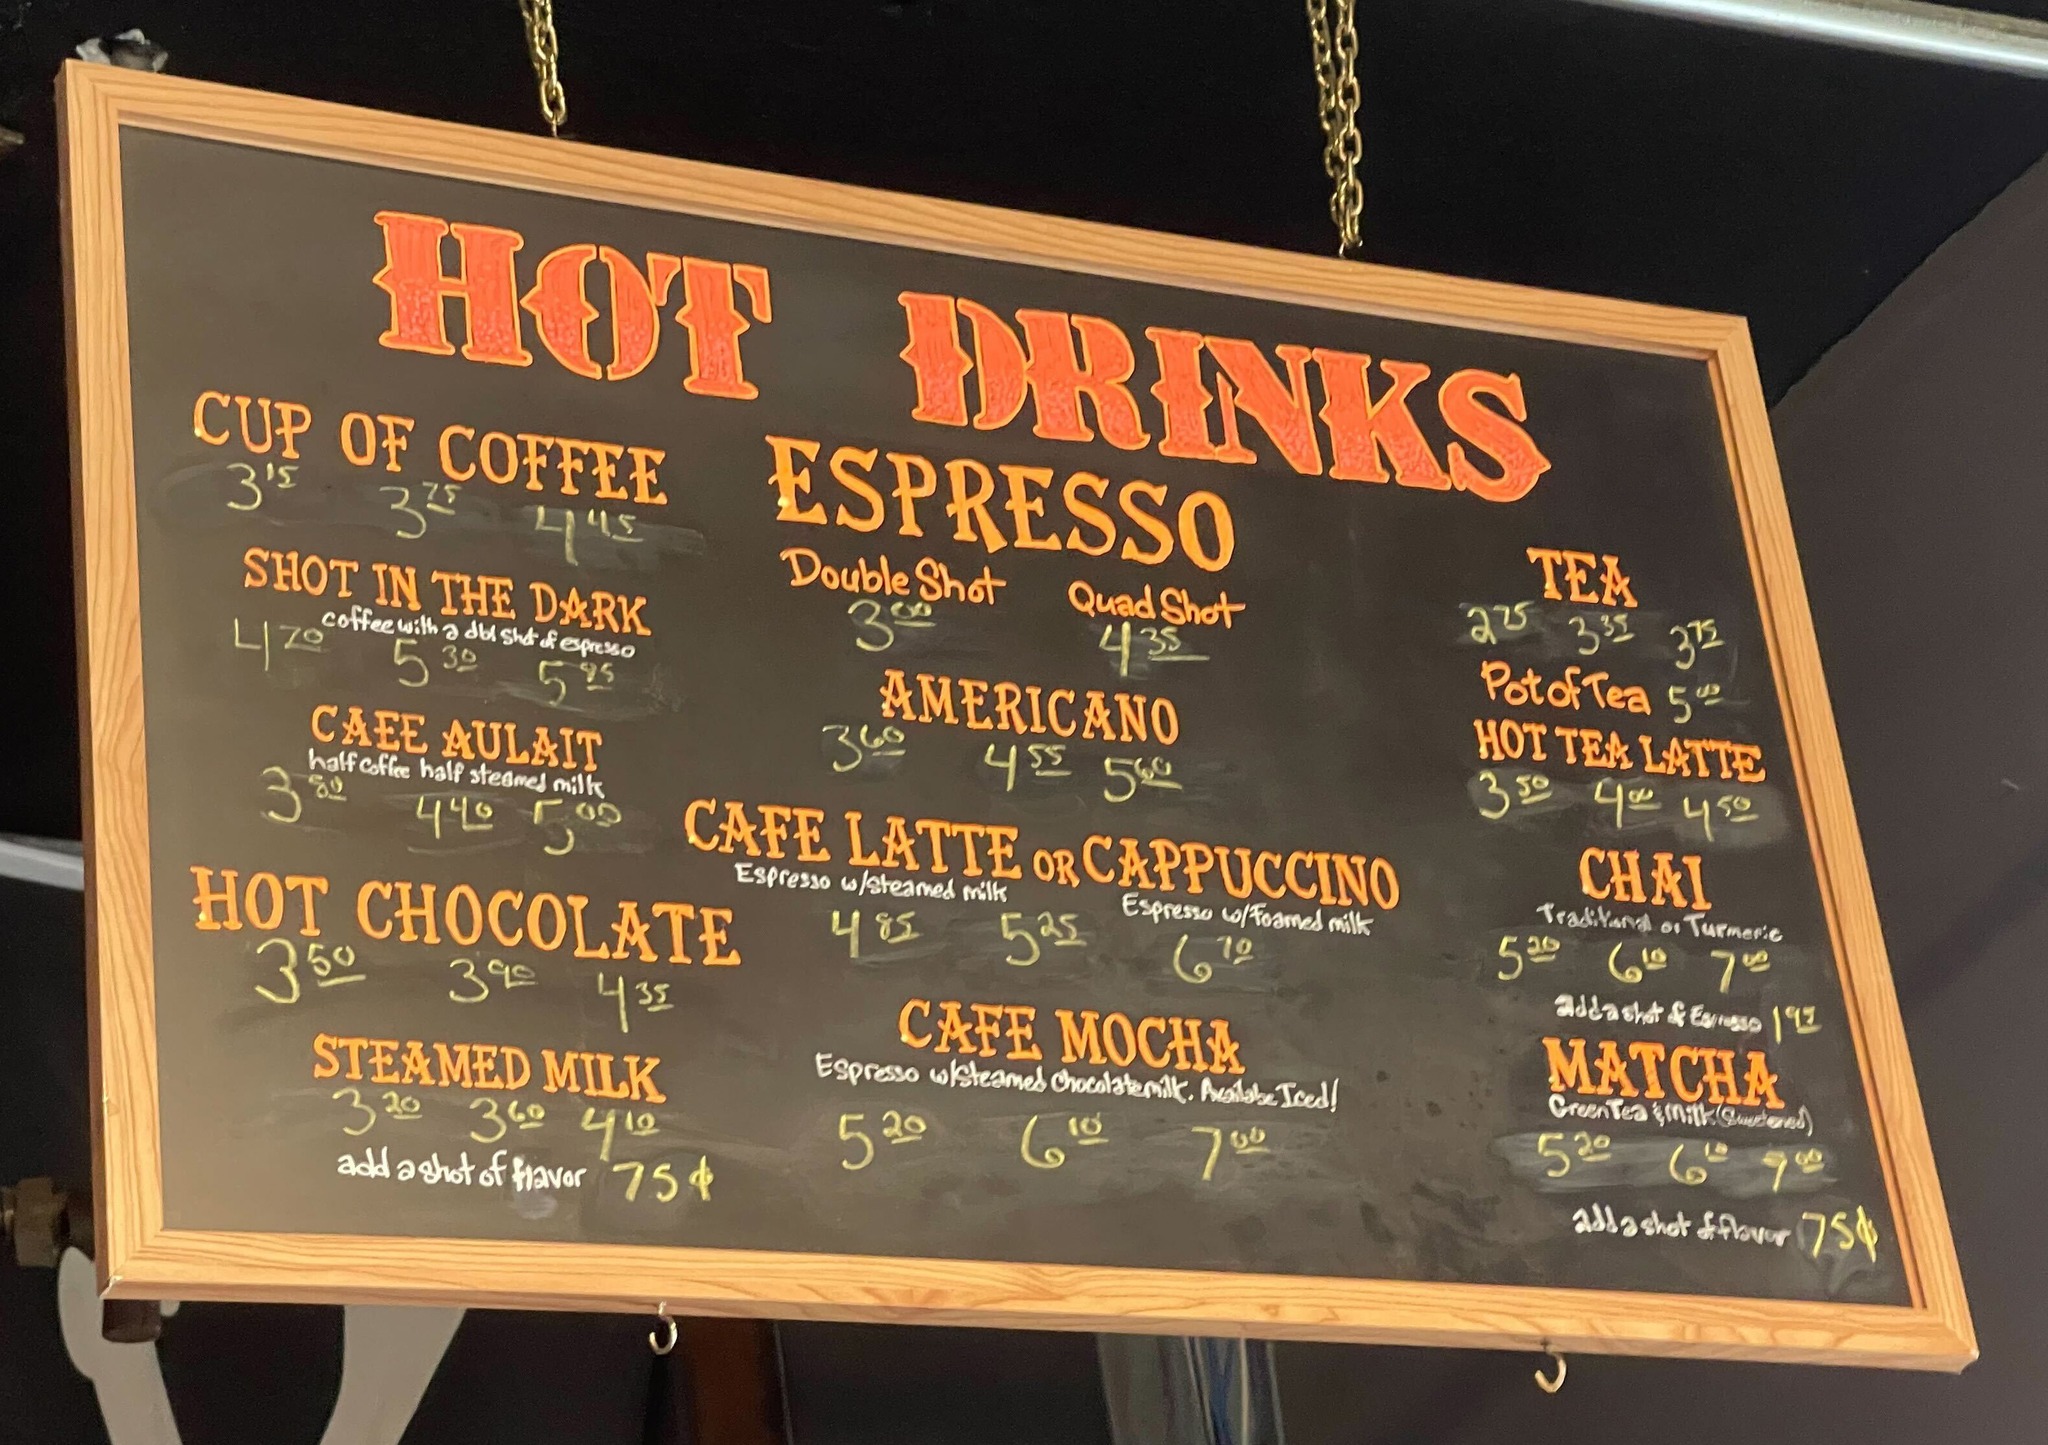 HOT DRINKS
CUP OF COFFEE
3.15 3.75 4.45
SHOT IN THE DARK
coffee with a dbl shot of espresso
4.70 5.30 5.85
CAFE AULAIT
half coffee half steamed milk
3.80 4.40 5.00
HOT CHOCOLATE
3.50 3.90 4.35
STEAMED MILK
3.20 3.60 4.10
add a shot of flavor 75¢
ESPRESSO
Double Shot Quad Shot
3.00 4.35
AMERICANO
3.60 4.55 5.60
CAFE LATTE OR CAPPUCCINO
Espresso w/steamed milk Espresso w/Foamed milk
4.85 5.25 6.70
CAFE MOCHA
Espresso w/Steamed Chocolate milk. Availabe Iced!
5.20 6.10 7.00
TEA
2.75 3.35 3.75
Pot of Tea 5.00
HOT TEA LATTE
3.50 4.00 4.50
CHAI
Traditional or Turmeric
5.20 6.10 7.00
add a shot of Espresso 1.95
MATCHA
Green Tea & Milk (Sweetened)
5.20 6.10 7.00
add a shot of flavor 75¢